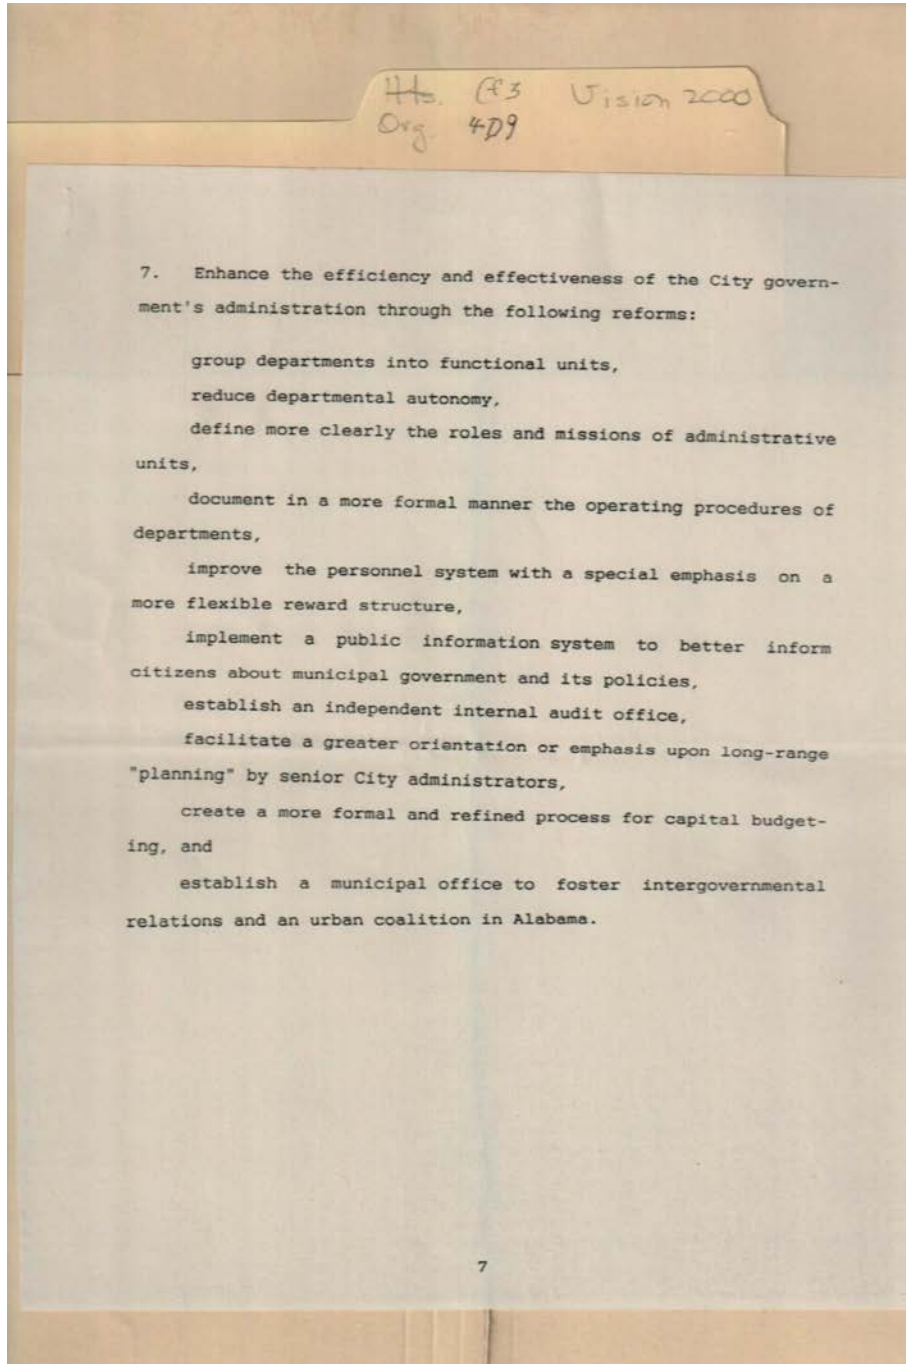 Hts. Cf3 Vision 2000
Org. 4D9
7. Enhance the efficiency and effectiveness of the City govern-
ment's administration through the following reforms:
group departments into functional units,
reduce departmental autonomy,
define more clearly the roles and missions of administrative
units,
document in a more formal manner the operating procedures of
departments,
improve the personnel system with a special emphasis on a
more flexible reward structure,
implement a public information system to better inform
citizens about municipal government and its policies,
establish an independent internal audit office,
facilitate a greater orientation or emphasis upon long-range
"planning" by senior City administrators,
create a more formal and refined process for capital budget-
ing, and
establish a municipal office to foster intergovernmental
relations and an urban coalition in Alabama.
7